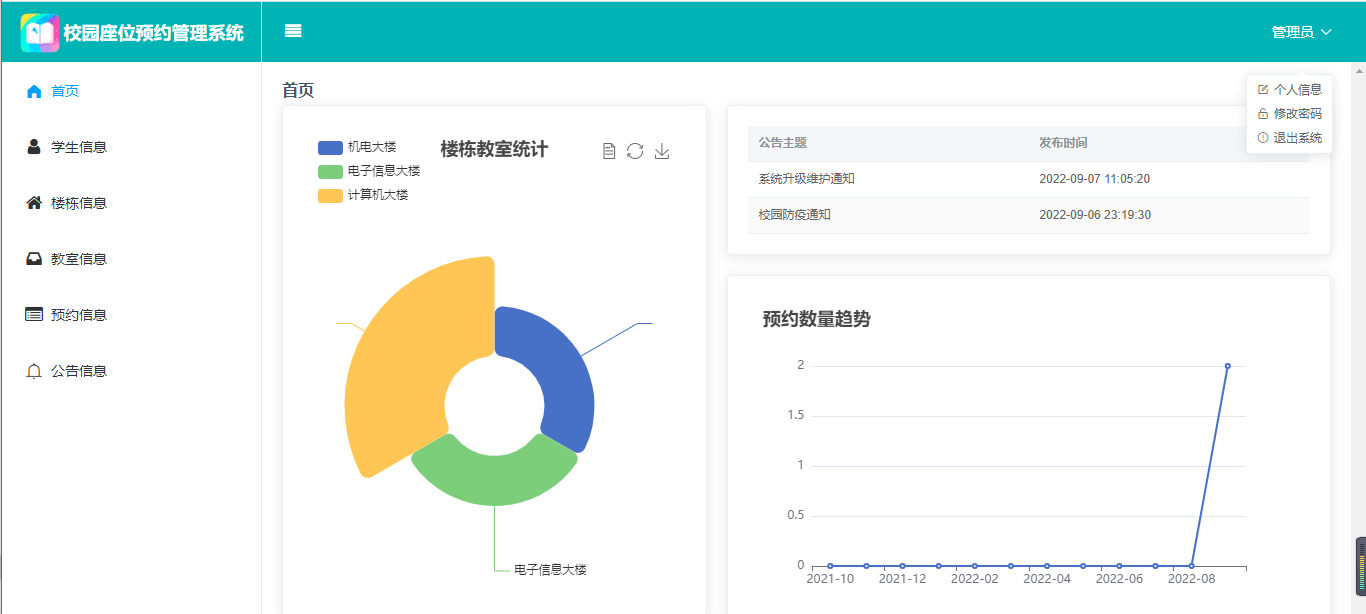 校园座位预约管理系统
管理员
首页
学生信息
楼栋信息
教室信息
预约信息
公告信息
首页
个人信息
修改密码
退出系统
机电大楼
电子信息大楼
计算机大楼
楼栋教室统计
电子信息大楼
公告主题 发布时间
系统升级维护通知 2022-09-07 11:05:20
校园防疫通知 2022-09-06 23:19:30
预约数量趋势
2
1.5
1
0.5
0
2021-10 2021-12 2022-02 2022-04 2022-06 2022-08